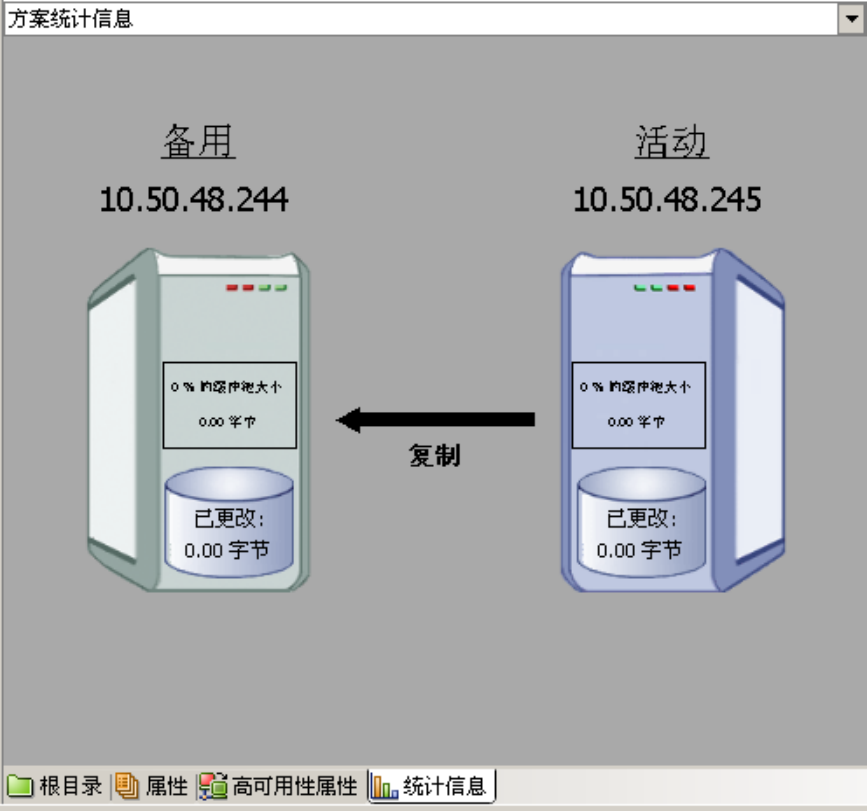 方案统计信息
备用 活动
10.50.48.244 10.50.48.245
0 % 的缓冲池大小 0 % 的缓冲池大小
0.00 字节 0.00 字节
复制
已更改: 已更改:
0.00 字节 0.00 字节
根目录 属性 高可用性属性 统计信息